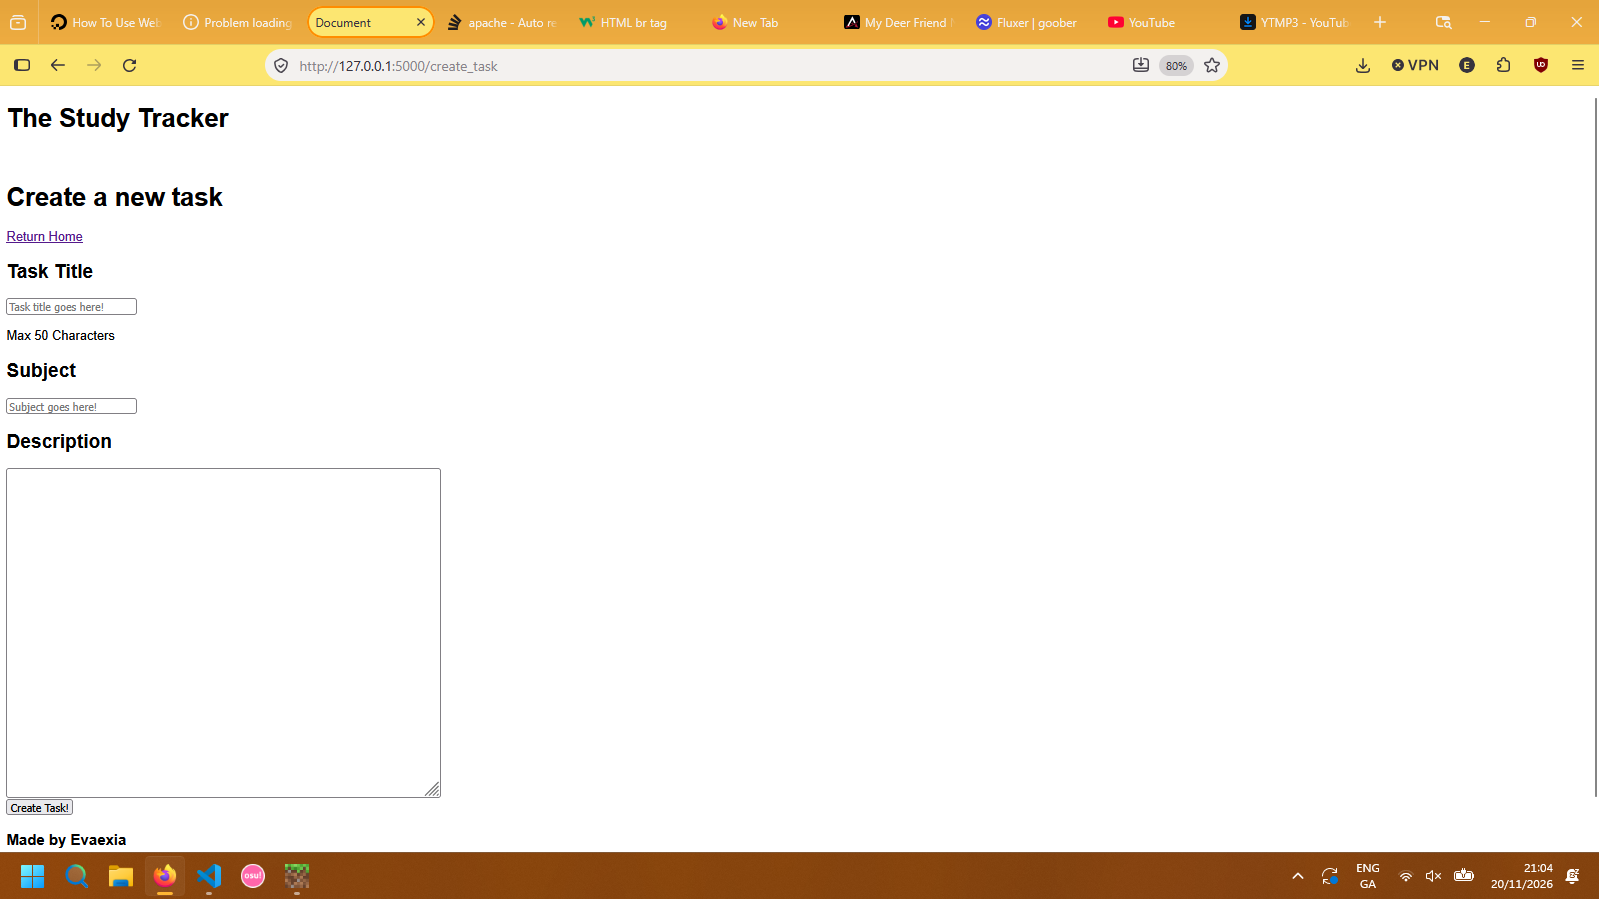 How To Use Web
Problem loading
Document
apache - Auto re
HTML br tag
New Tab
My Deer Friend
Fluxer | goober
YouTube
YTMP3 - YouTub
http://127.0.0.1:5000/create_task
80%
VPN
E
The Study Tracker
Create a new task
Return Home
Task Title
Task title goes here!
Max 50 Characters
Subject
Subject goes here!
Description
Create Task!
Made by Evaexia
osu!
ENG
GA
21:04
20/11/2026